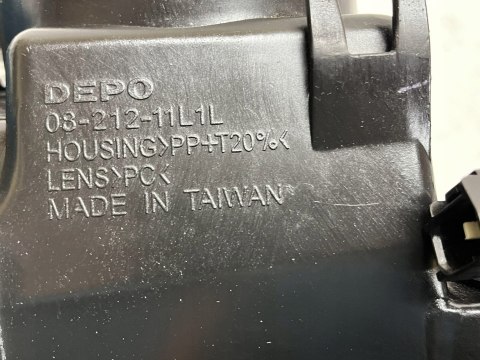 DEPO
08-212-11L1L
HOUSING>PP+T20%<
LENS>PC<
MADE IN TAIWAN